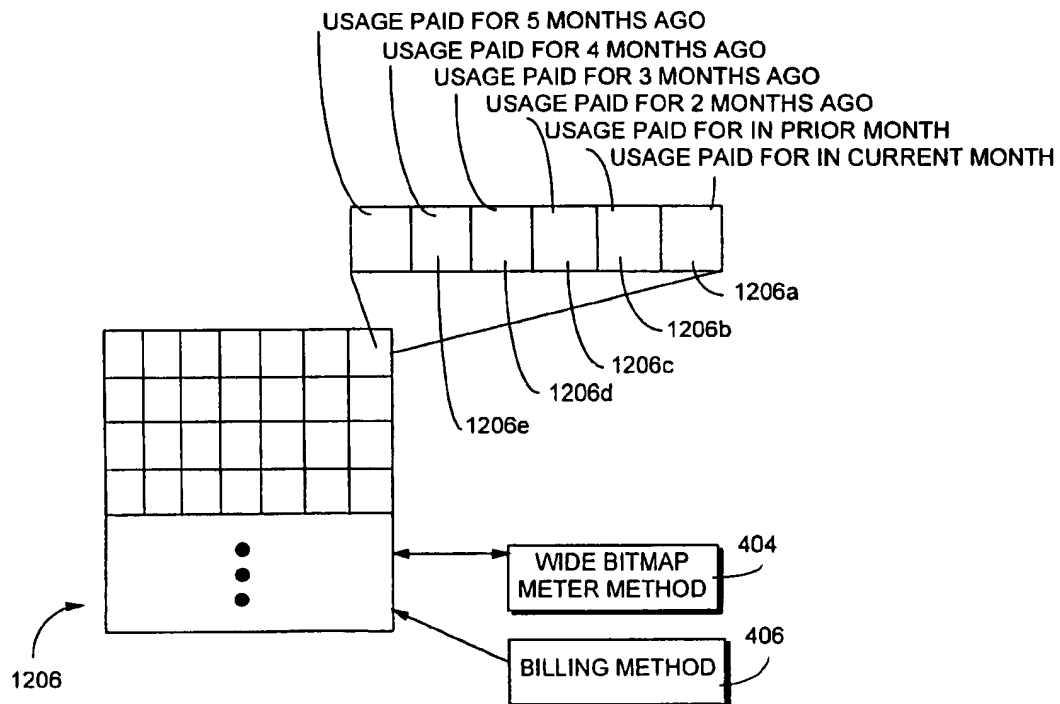 USAGE PAID FOR 5 MONTHS AGO
USAGE PAID FOR 4 MONTHS AGO
USAGE PAID FOR 3 MONTHS AGO
USAGE PAID FOR 2 MONTHS AGO
USAGE PAID FOR IN PRIOR MONTH
USAGE PAID FOR IN CURRENT MONTH
1206a
1206b
1206c
1206d
1206e
WIDE BITMAP
METER METHOD
404
BILLING METHOD
406
1206